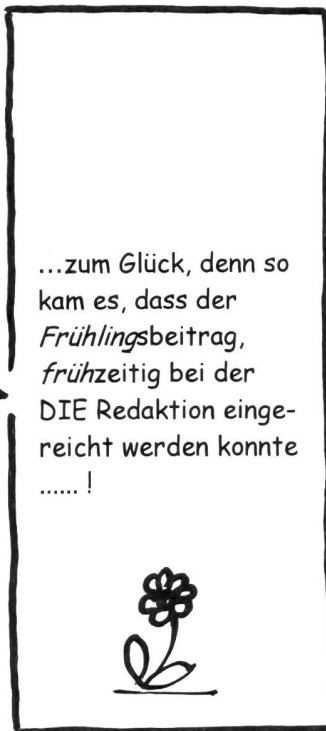 ...zum Glück, denn so
kam es, dass der
Frühlingsbeitrag,
frühzeitig bei der
DIE Redaktion einge-
reicht werden konnte
...... !